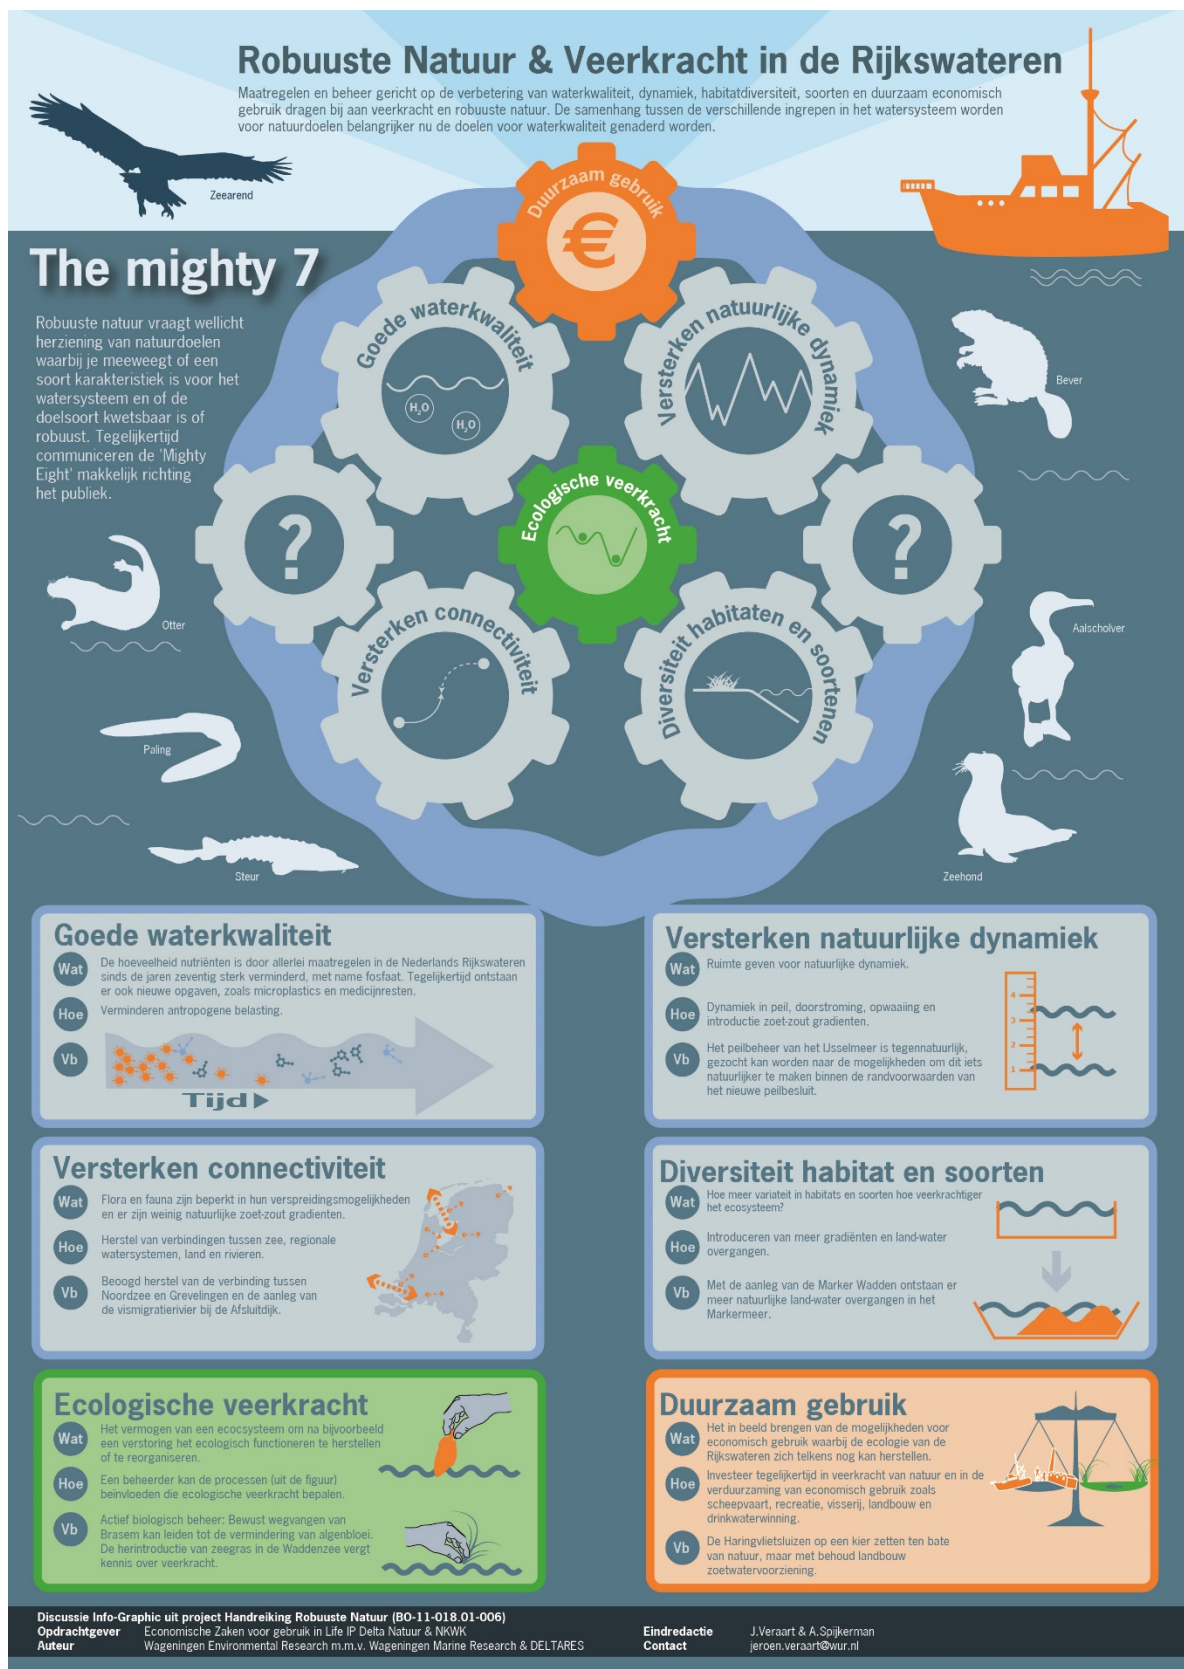 Robuuste Natuur & Veerkracht in de Rijkswateren
Maatregelen en beheer gericht op de verbetering van waterkwaliteit, dynamiek, habitatdiversiteit, soorten en duurzaam economisch
gebruik dragen bij aan veerkracht en robuuste natuur. De samenhang tussen de verschillende ingrepen in het watersysteem worden
voor natuurdoelen belangrijker nu de doelen voor waterkwaliteit genaderd worden.
Zeearend
Duurzaam gebruik
€
The mighty 7
Robuuste natuur vraagt wellicht
herziening van natuurdoelen
waarbij je meeweegt of een
soort karakteristiek is voor het
watersysteem en of de
doelsoort kwetsbaar is of
robuust. Tegelijkertijd
communiceren de 'Mighty
Eight' makkelijk richting
het publiek.
Goede waterkwaliteit
H₂O
H₂O
Versterken natuurlijke dynamiek
Bever
?
Ecologische veerkracht
?
Otter
Aalscholver
Versterken connectiviteit
Diversiteit habitaten en soortenen
Paling
Steur
Zeehond
Goede waterkwaliteit
Wat
De hoeveelheid nutriënten is door allerlei maatregelen in de Nederlands Rijkswateren
sinds de jaren zeventig sterk verminderd, met name fosfaat. Tegelijkertijd ontstaan
er ook nieuwe opgaven, zoals microplastics en medicijnresten.
Hoe
Verminderen antropogene belasting.
Vb
Tijd
Versterken natuurlijke dynamiek
Wat
Ruimte geven voor natuurlijke dynamiek.
Hoe
Dynamiek in peil, doorstroming, opwaaiing en
introductie zoet-zout gradienten.
Vb
Het peilbeheer van het IJsselmeer is tegennatuurlijk,
gezocht kan worden naar de mogelijkheden om dit iets
natuurlijker te maken binnen de randvoorwaarden van
het nieuwe peilbesluit.
4
3
2
1
Versterken connectiviteit
Wat
Flora en fauna zijn beperkt in hun verspreidingsmogelijkheden
en er zijn weinig natuurlijke zoet-zout gradienten.
Hoe
Herstel van verbindingen tussen zee, regionale
watersystemen, land en rivieren.
Vb
Beoogd herstel van de verbinding tussen
Noordzee en Grevelingen en de aanleg van
de vismigratierivier bij de Afsluitdijk.
Diversiteit habitat en soorten
Wat
Hoe meer variateit in habitats en soorten hoe veerkrachtiger
het ecosysteem?
Hoe
Introduceren van meer gradiënten en land-water
overgangen.
Vb
Met de aanleg van de Marker Wadden ontstaan er
meer natuurlijke land-water overgangen in het
Markermeer.
Ecologische veerkracht
Wat
Het vermogen van een ecocsysteem om na bijvoorbeeld
een verstoring het ecologisch functioneren te herstellen
of te reorganiseren.
Hoe
Een beheerder kan de processen (uit de figuur)
beïnvloeden die ecologische veerkracht bepalen.
Vb
Actief biologisch beheer: Bewust wegvangen van
Brasem kan leiden tot de vermindering van algenbloei.
De herintroductie van zeegras in de Waddenzee vergt
kennis over veerkracht.
Duurzaam gebruik
Wat
Het in beeld brengen van de mogelijkheden voor
economisch gebruik waarbij de ecologie van de
Rijkswateren zich telkens nog kan herstellen.
Hoe
Investeer tegelijkertijd in veerkracht van natuur en in de
verduurzaming van economisch gebruik zoals
scheepvaart, recreatie, visserij, landbouw en
drinkwaterwinning.
Vb
De Haringvlietsluizen op een kier zetten ten bate
van natuur, maar met behoud landbouw
zoetwatervoorziening.
Discussie Info-Graphic uit project Handreiking Robuuste Natuur (BO-11-018.01-006)
Opdrachtgever Economische Zaken voor gebruik in Life IP Delta Natuur & NKWK
Auteur Wageningen Environmental Research m.m.v. Wageningen Marine Research & DELTARES
Eindredactie J.Veraart & A.Spijkerman
Contact jeroen.veraart@wur.nl